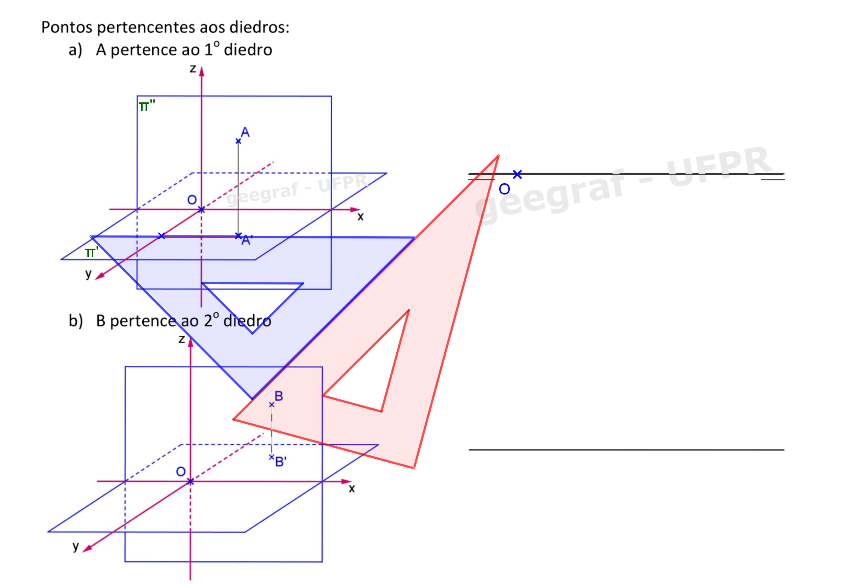 Pontos pertencentes aos diedros:
a) A pertence ao 1º diedro
z
π"
A
geegraf - UFPR
O
x
A'
π'
y
geegraf - UFPR
O
b) B pertence ao 2º diedro
z
B
B'
O
x
y